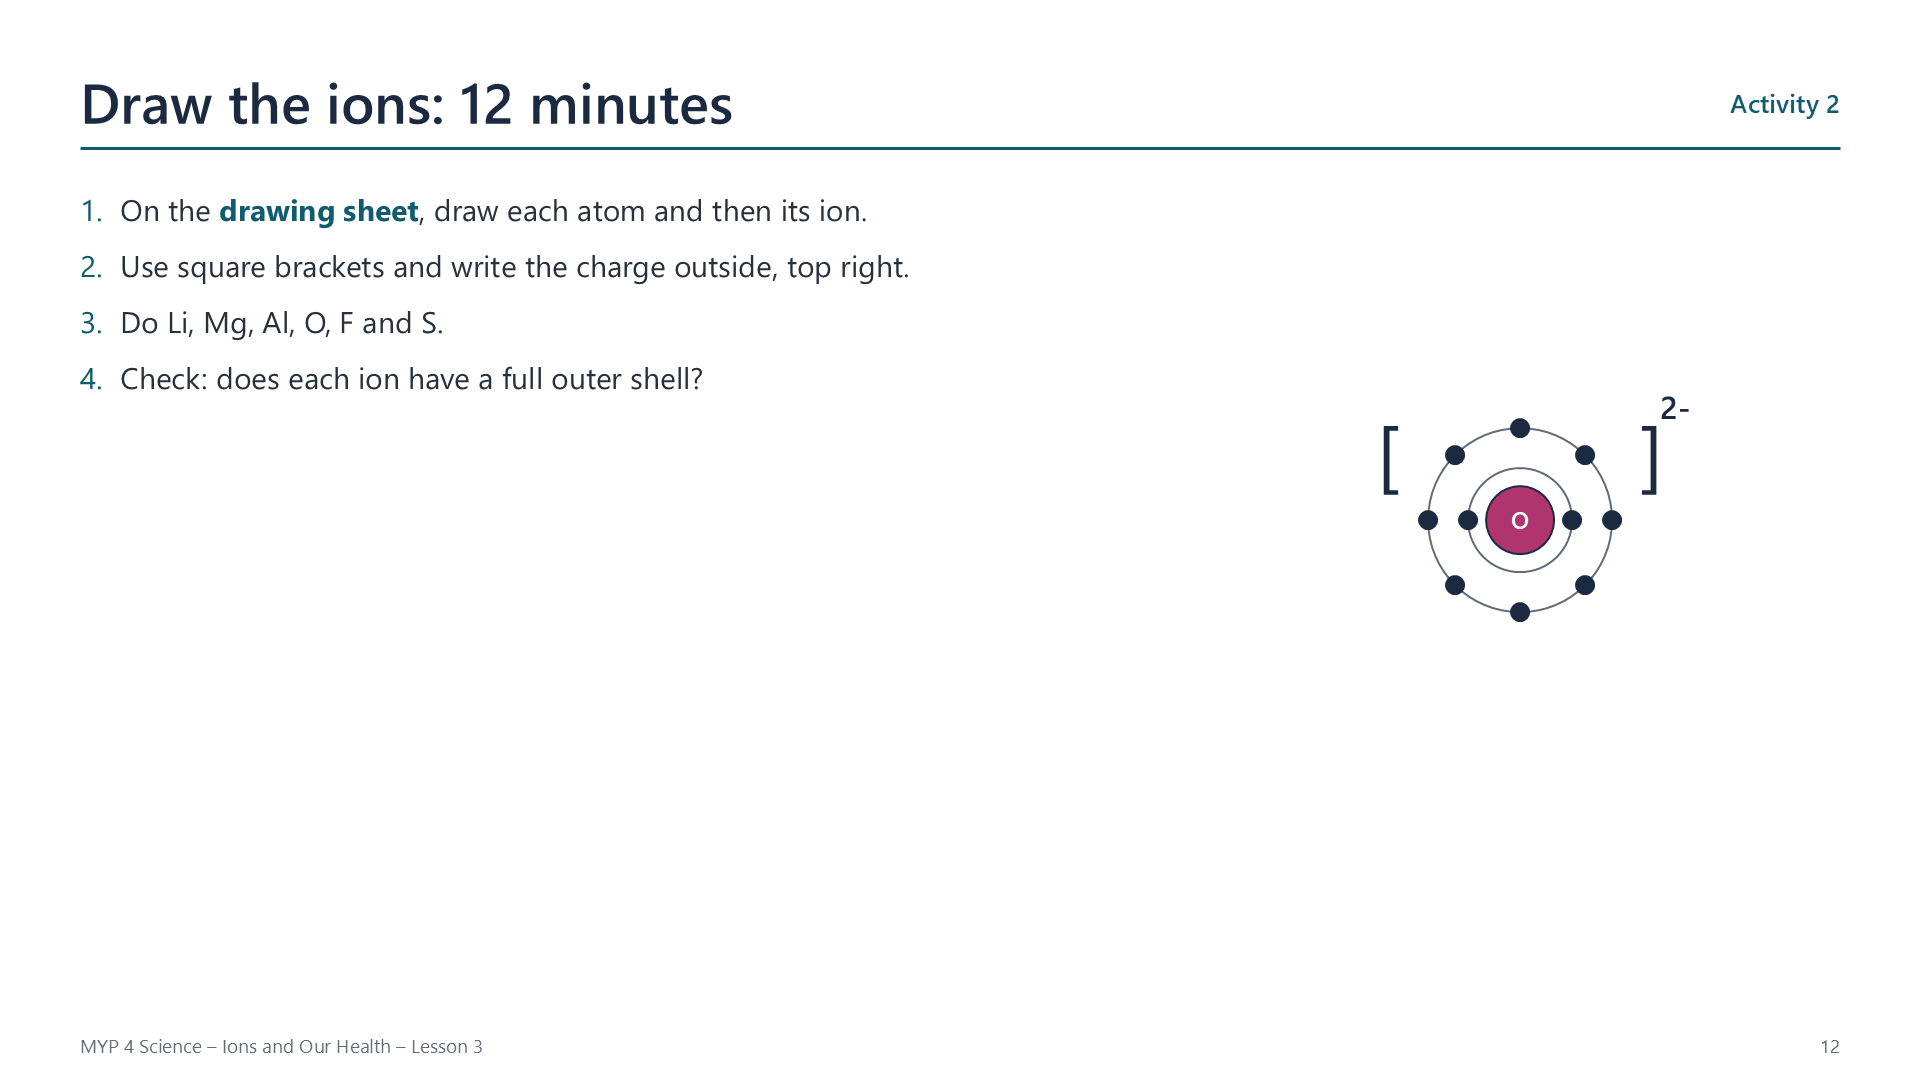 Draw the ions: 12 minutes
Activity 2
1. On the drawing sheet, draw each atom and then its ion.
2. Use square brackets and write the charge outside, top right.
3. Do Li, Mg, Al, O, F and S.
4. Check: does each ion have a full outer shell?
[ O ] 2-
MYP 4 Science – Ions and Our Health – Lesson 3
12